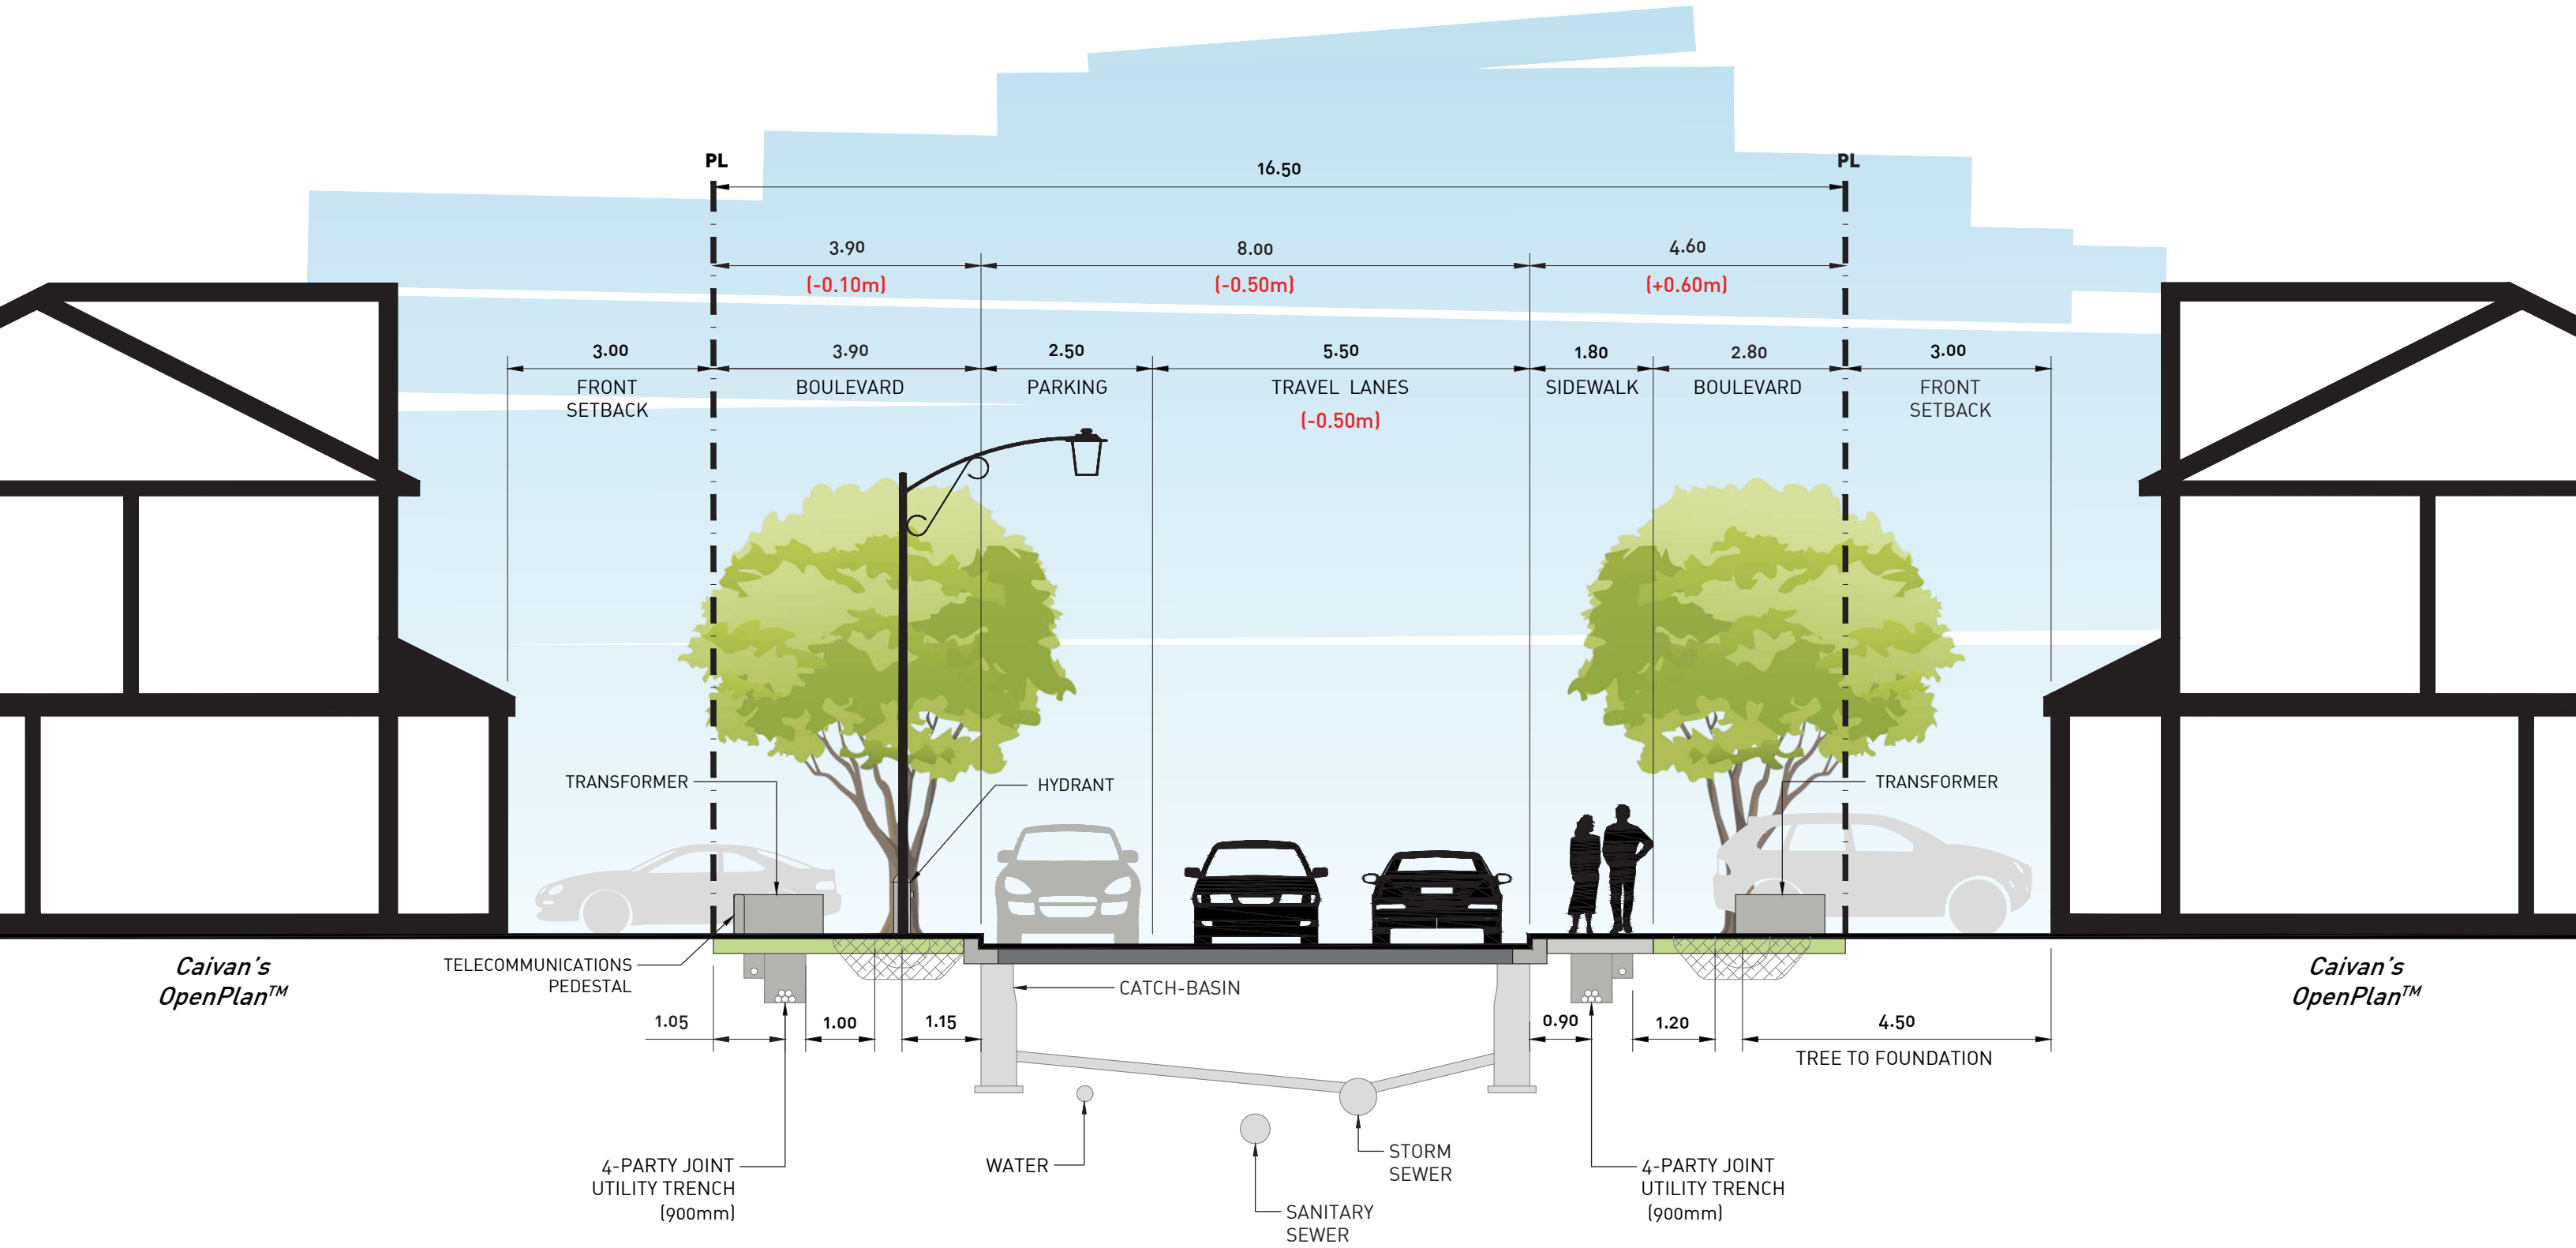 PL
PL
16.50
3.90
8.00
4.60
(-0.10m)
(-0.50m)
(+0.60m)
3.00
3.90
2.50
5.50
1.80
2.80
3.00
FRONT
SETBACK
BOULEVARD
PARKING
TRAVEL LANES
SIDEWALK
BOULEVARD
FRONT
SETBACK
(-0.50m)
TRANSFORMER
HYDRANT
TRANSFORMER
Caivan's
OpenPlan™
TELECOMMUNICATIONS
PEDESTAL
CATCH-BASIN
Caivan's
OpenPlan™
1.05
1.00
1.15
0.90
1.20
4.50
TREE TO FOUNDATION
4-PARTY JOINT
UTILITY TRENCH
(900mm)
WATER
SANITARY
SEWER
STORM
SEWER
4-PARTY JOINT
UTILITY TRENCH
(900mm)